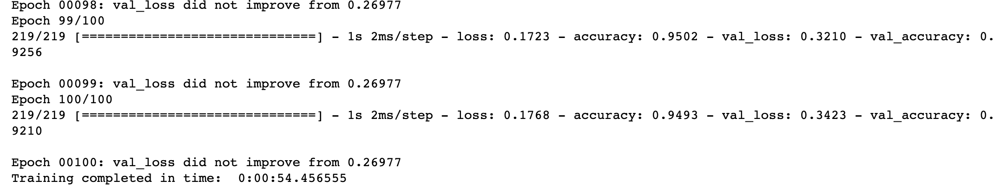 Epoch 00098: val_loss did not improve from 0.26977
Epoch 99/100
219/219 [==============================] - 1s 2ms/step - loss: 0.1723 - accuracy: 0.9502 - val_loss: 0.3210 - val_accuracy: 0.
9256
Epoch 00099: val_loss did not improve from 0.26977
Epoch 100/100
219/219 [==============================] - 1s 2ms/step - loss: 0.1768 - accuracy: 0.9493 - val_loss: 0.3423 - val_accuracy: 0.
9210
Epoch 00100: val_loss did not improve from 0.26977
Training completed in time:  0:00:54.456555